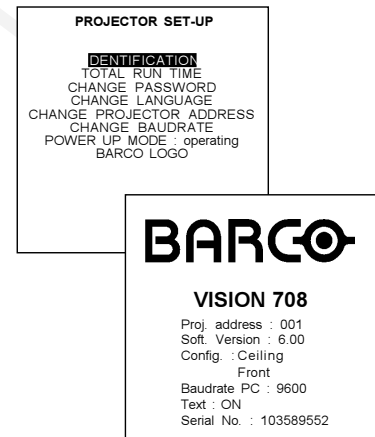 PROJECTOR SET-UP
DENTIFICATION
TOTAL RUN TIME
CHANGE PASSWORD
CHANGE LANGUAGE
CHANGE PROJECTOR ADDRESS
CHANGE BAUDRATE
POWER UP MODE : operating
BARCO LOGO
BARCO
VISION 708
Proj. address : 001
Soft. Version : 6.00
Config. : Ceiling
Front
Baudrate PC : 9600
Text : ON
Serial No. : 103589552